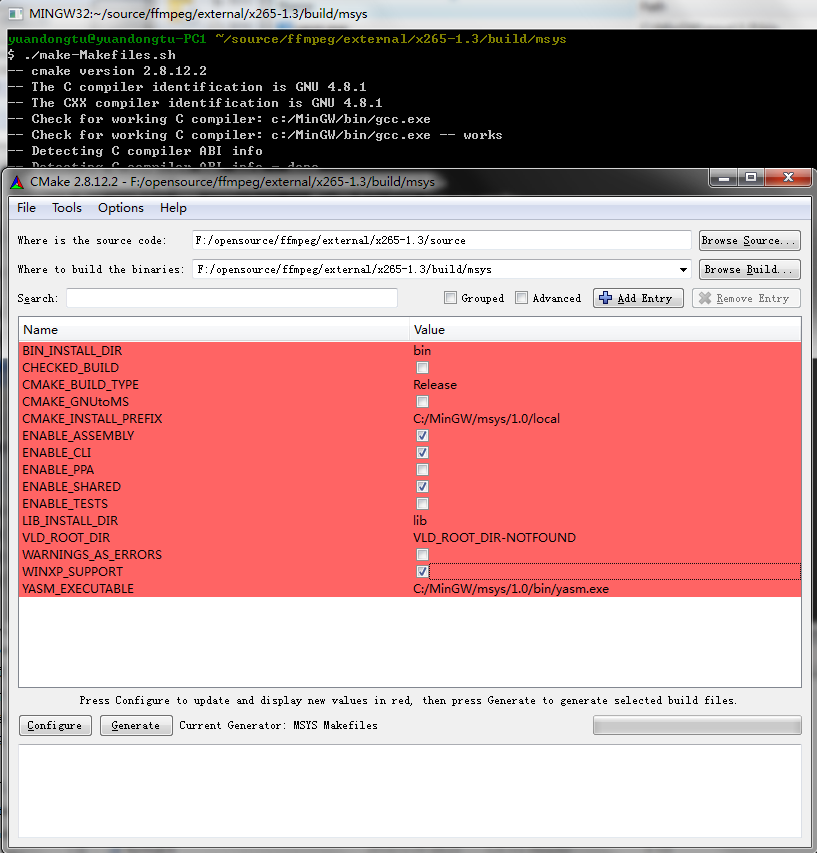 MINGW32:~/source/ffmpeg/external/x265-1.3/build/msys
yuandongtu@yuandongtu-PC1 ~/source/ffmpeg/external/x265-1.3/build/msys
$ ./make-Makefiles.sh
-- cmake version 2.8.12.2
-- The C compiler identification is GNU 4.8.1
-- The CXX compiler identification is GNU 4.8.1
-- Check for working C compiler: c:/MinGW/bin/gcc.exe
-- Check for working C compiler: c:/MinGW/bin/gcc.exe -- works
-- Detecting C compiler ABI info
-- Detecting C compiler ABI info - done
CMake 2.8.12.2 - F:/opensource/ffmpeg/external/x265-1.3/build/msys
File Tools Options Help
Where is the source code: F:/opensource/ffmpeg/external/x265-1.3/source Browse Source...
Where to build the binaries: F:/opensource/ffmpeg/external/x265-1.3/build/msys Browse Build...
Search: Grouped Advanced Add Entry Remove Entry
Name Value
BIN_INSTALL_DIR bin
CHECKED_BUILD
CMAKE_BUILD_TYPE Release
CMAKE_GNUtoMS
CMAKE_INSTALL_PREFIX C:/MinGW/msys/1.0/local
ENABLE_ASSEMBLY
ENABLE_CLI
ENABLE_PPA
ENABLE_SHARED
ENABLE_TESTS
LIB_INSTALL_DIR lib
VLD_ROOT_DIR VLD_ROOT_DIR-NOTFOUND
WARNINGS_AS_ERRORS
WINXP_SUPPORT
YASM_EXECUTABLE C:/MinGW/msys/1.0/bin/yasm.exe
Press Configure to update and display new values in red, then press Generate to generate selected build files.
Configure Generate Current Generator: MSYS Makefiles